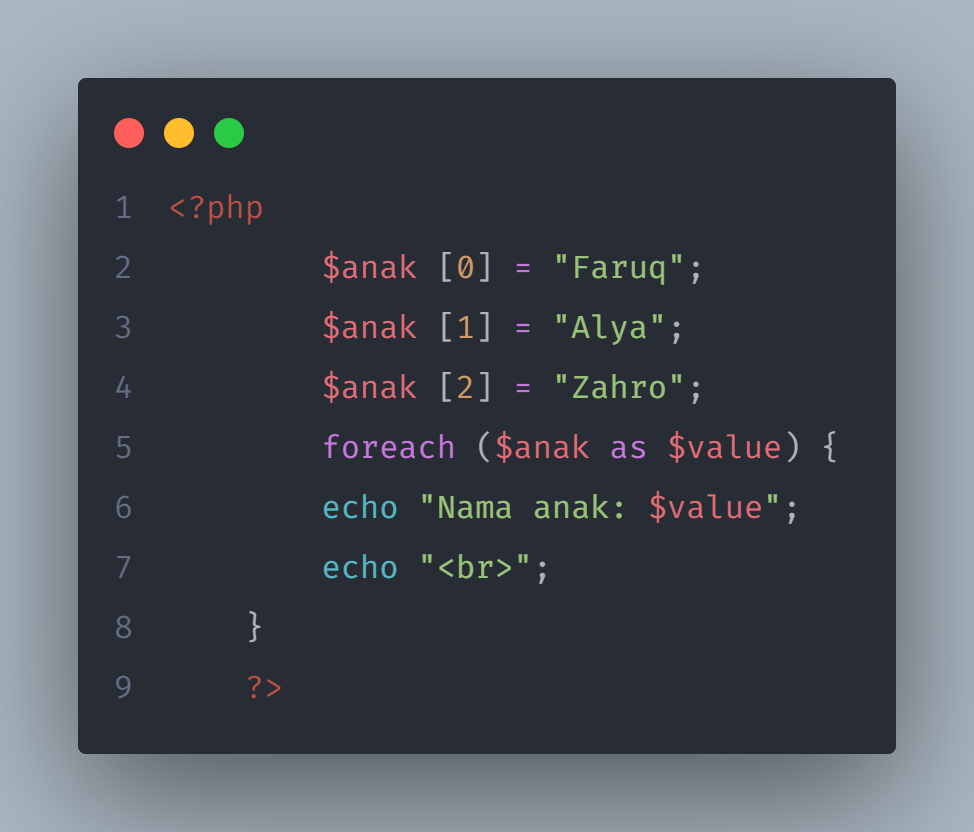 1 <?php
2         $anak [0] = "Faruq";
3         $anak [1] = "Alya";
4         $anak [2] = "Zahro";
5         foreach ($anak as $value) {
6         echo "Nama anak: $value";
7         echo "<br>";
8     }
9     ?>